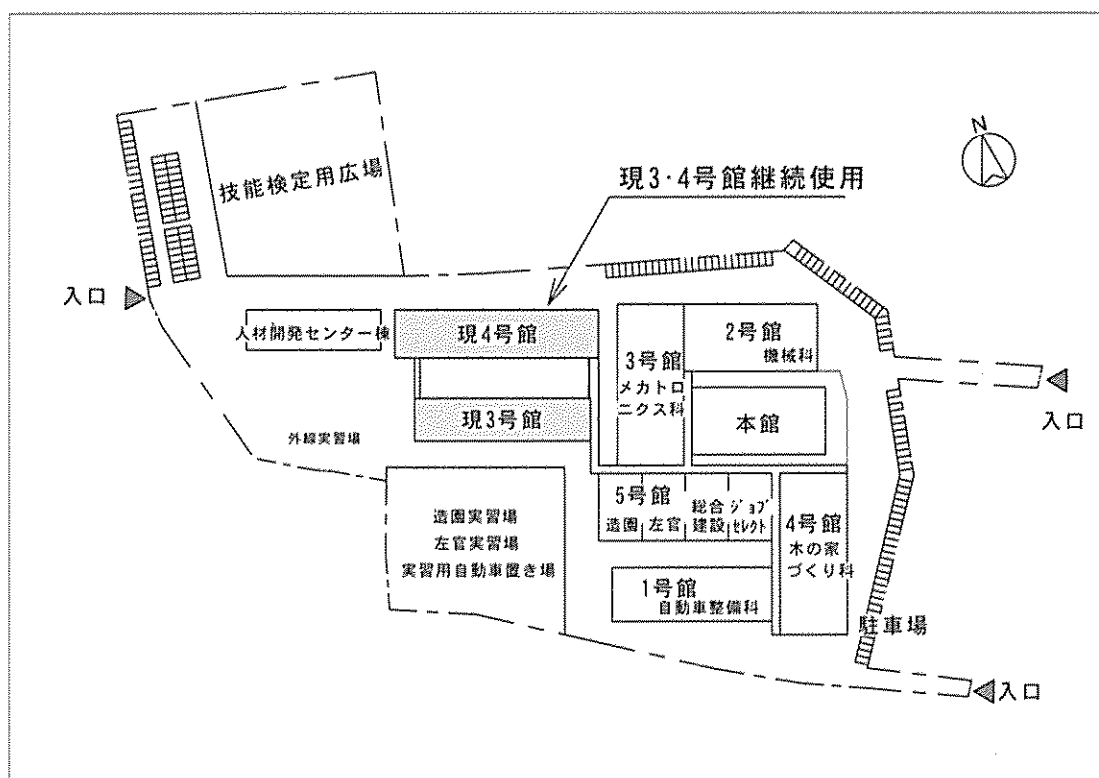 技能検定用広場
N
現3・4号館継続使用
入口
人材開発センター棟
現4号館
現3号館
外線実習場
3号館
メカトロ
ニクス科
2号館
機械科
本館
入口
造園実習場
左官実習場
実習用自動車置き場
5号館
造園
左官
総合
建設
ジョブ
セレクト
4号館
木の家
づくり科
1号館
自動車整備科
駐車場
入口